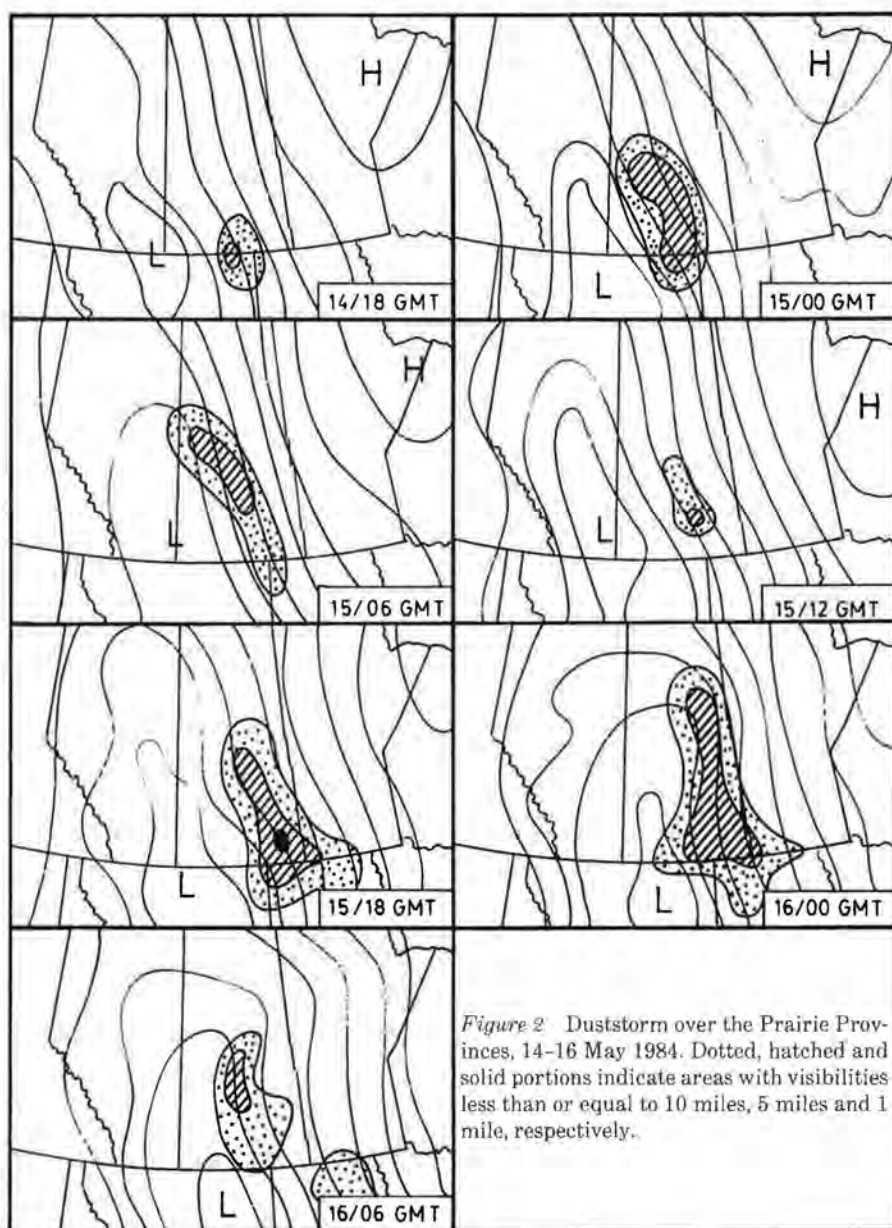 H
L
14/18 GMT
H
L
15/00 GMT
H
L
15/06 GMT
H
L
15/12 GMT
L
15/18 GMT
L
16/00 GMT
L
16/06 GMT
Figure 2 Duststorm over the Prairie Prov-
inces, 14–16 May 1984. Dotted, hatched and
solid portions indicate areas with visibilities
less than or equal to 10 miles, 5 miles and 1
mile, respectively.